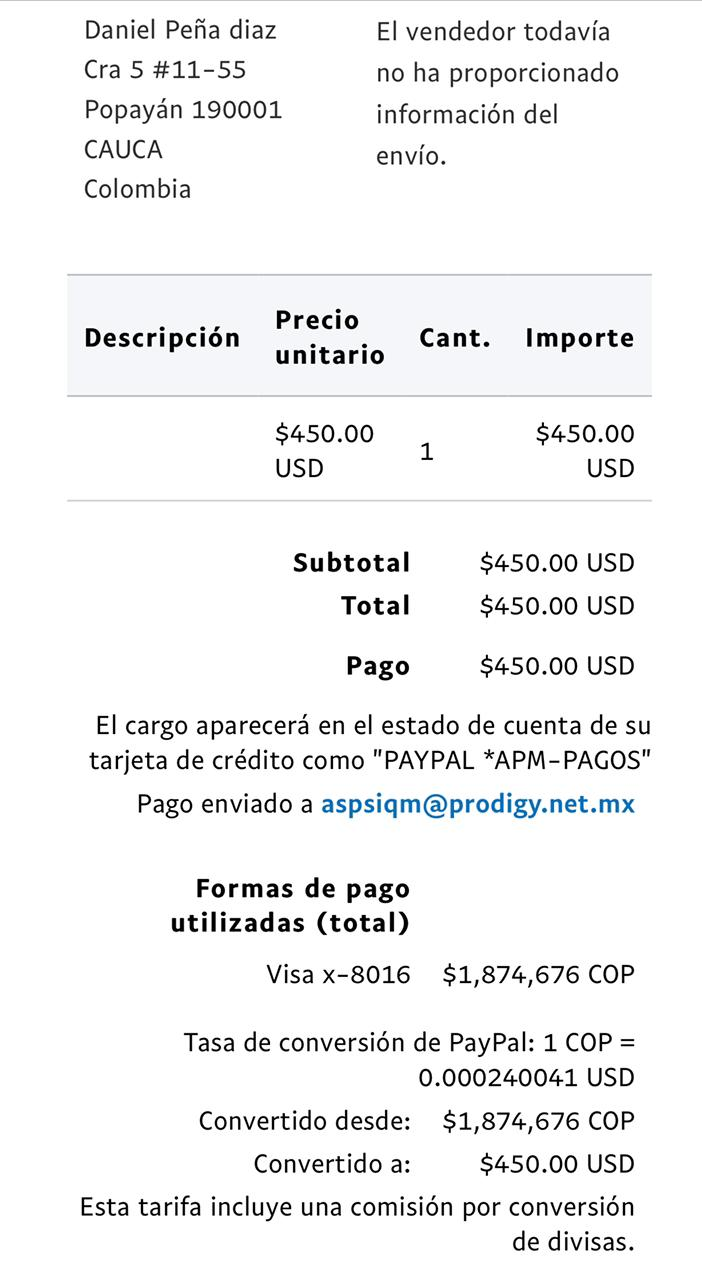 Daniel Peña diaz
Cra 5 #11-55
Popayán 190001
CAUCA
Colombia
El vendedor todavía
no ha proporcionado
información del
envío.
Descripción
Precio
unitario
Cant.
Importe
$450.00
USD
1
$450.00
USD
Subtotal $450.00 USD
Total $450.00 USD
Pago $450.00 USD
El cargo aparecerá en el estado de cuenta de su
tarjeta de crédito como "PAYPAL *APM-PAGOS"
Pago enviado a aspsiqm@prodigy.net.mx
Formas de pago
utilizadas (total)
Visa x-8016 $1,874,676 COP
Tasa de conversión de PayPal: 1 COP =
0.000240041 USD
Convertido desde: $1,874,676 COP
Convertido a: $450.00 USD
Esta tarifa incluye una comisión por conversión
de divisas.